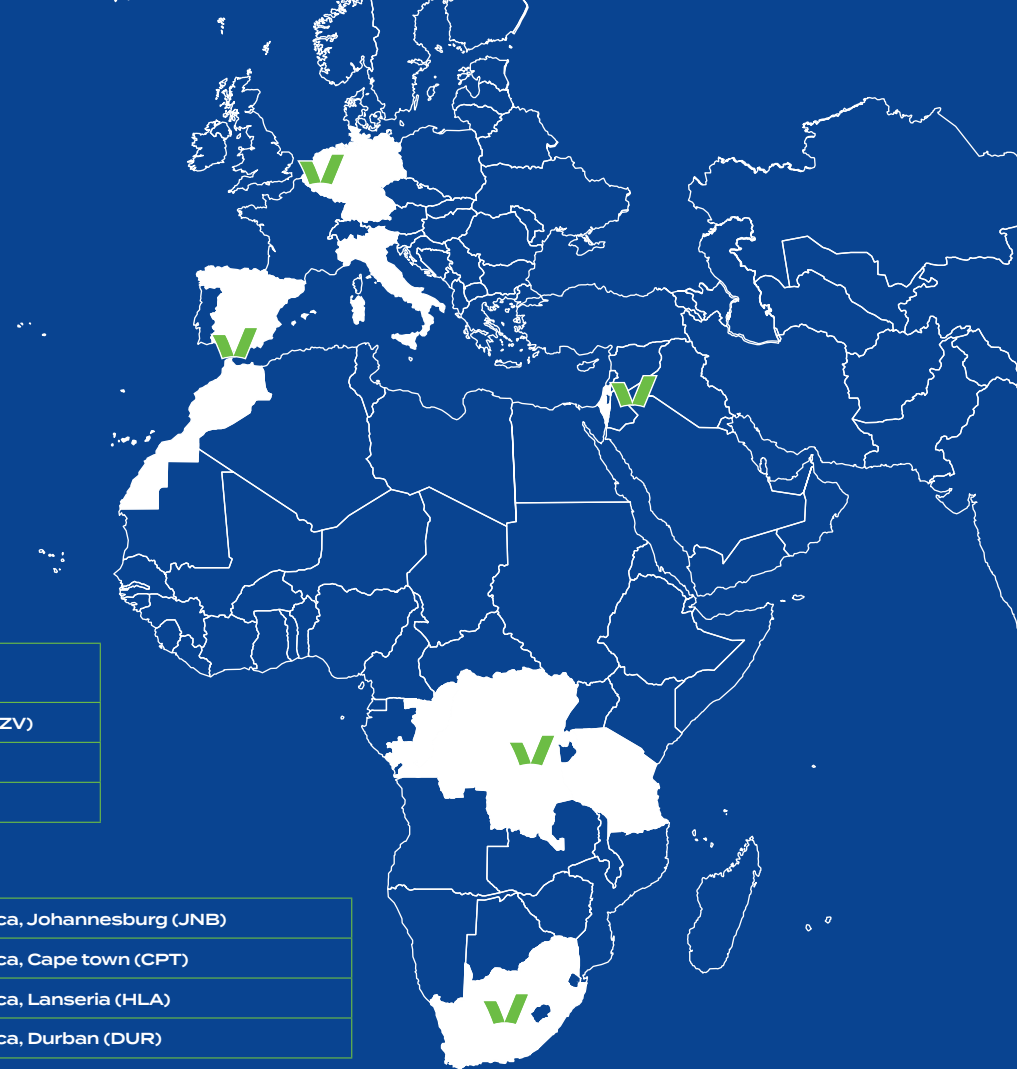 ZV)
ca, Johannesburg (JNB)
ca, Cape town (CPT)
ca, Lanseria (HLA)
ca, Durban (DUR)